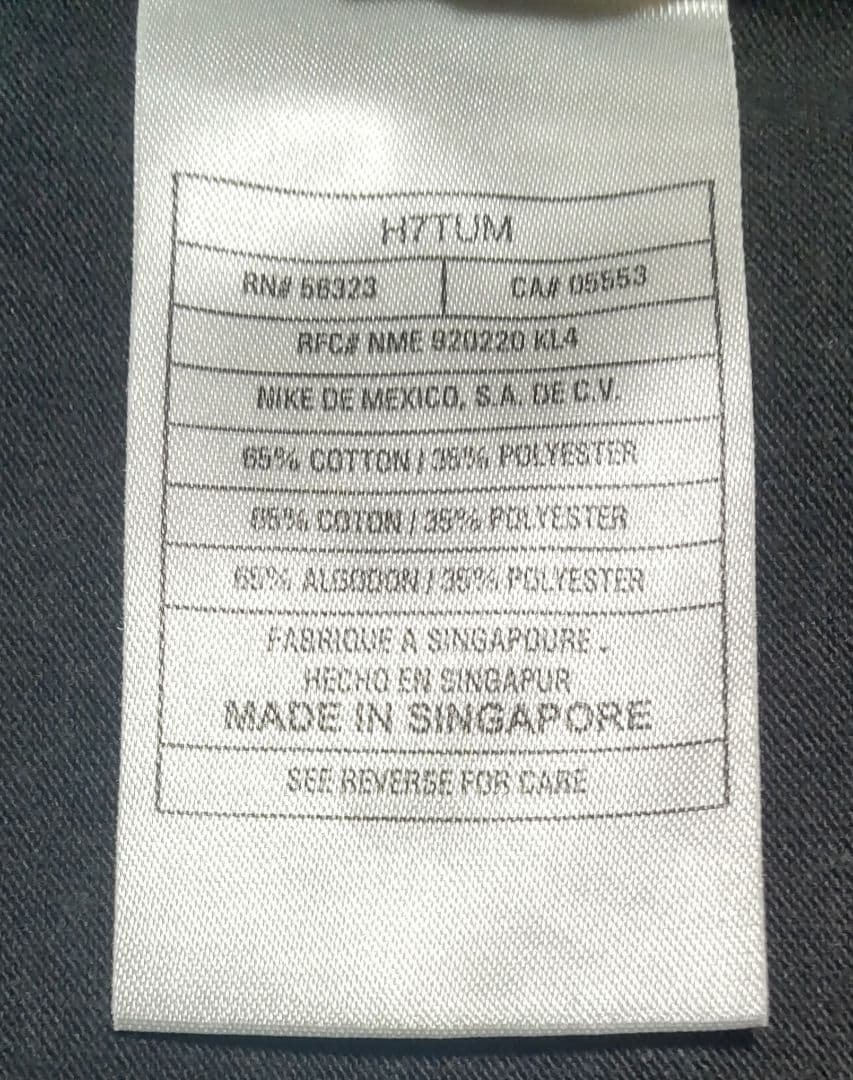 H7TUM
RN# 56323 CA# 05553
RFC# NME 920220 KL4
NIKE DE MEXICO, S.A. DE C.V.
65% COTTON / 35% POLYESTER
65% COTON / 35% POLYESTER
65% ALGODON / 35% POLYESTER
FABRIQUE A SINGAPOURE .
HECHO EN SINGAPUR
MADE IN SINGAPORE
SEE REVERSE FOR CARE